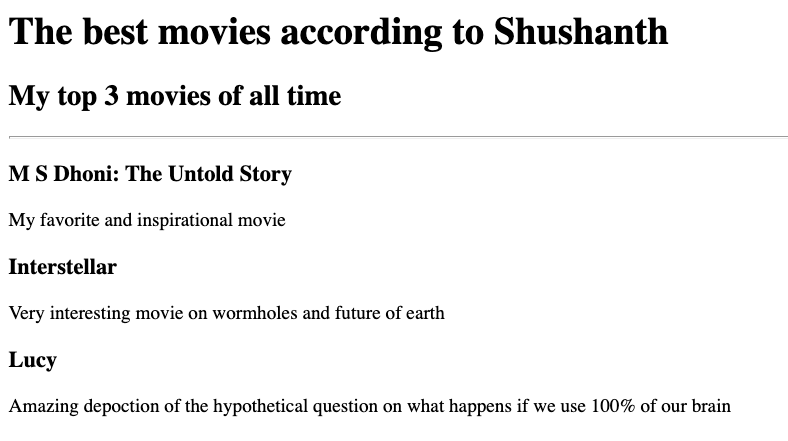 The best movies according to Shushanth
My top 3 movies of all time
M S Dhoni: The Untold Story
My favorite and inspirational movie
Interstellar
Very interesting movie on wormholes and future of earth
Lucy
Amazing depoction of the hypothetical question on what happens if we use 100% of our brain